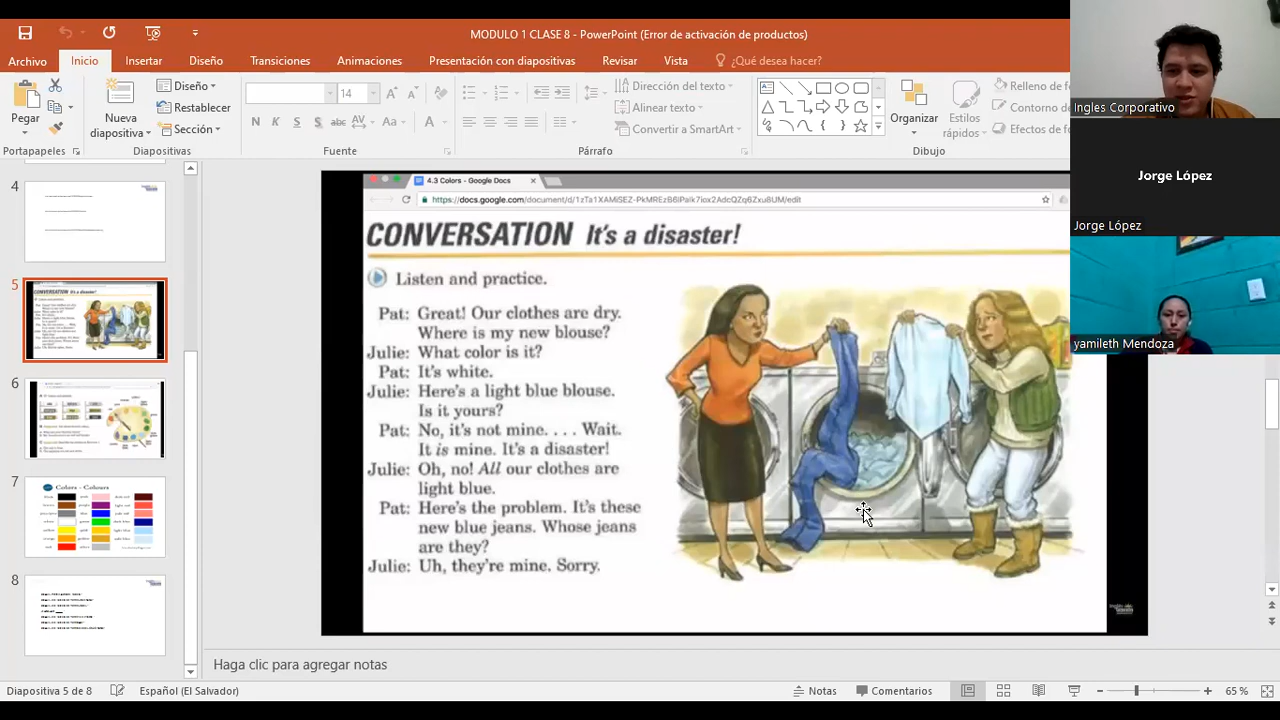 MODULO 1 CLASE 8 - PowerPoint (Error de activación de productos)
Archivo Inicio Insertar Diseño Transiciones Animaciones Presentación con diapositivas Revisar Vista ¿Qué desea hacer?
Pegar
Nueva diapositiva
Diseño
Restablecer
Sección
14
N K S abc AV Aa A
Dirección del texto
Alinear texto
Convertir a SmartArt
Organizar
Estilos rápidos
Relleno de
Contorno de
Efectos de
Portapapeles Diapositivas Fuente Párrafo Dibujo
Ingles Corporativo
Jorge López
Jorge López
yamileth Mendoza
4
5
6
7
Colors - Colours
8
4.3 Colors - Google Docs
CONVERSATION It's a disaster!
Listen and practice.
Pat: Great! Our clothes are dry.
Where is my new blouse?
Julie: What color is it?
Pat: It's white.
Julie: Here's a light blue blouse.
Is it yours?
Pat: No, it's not mine. . . . Wait.
It is mine. It's a disaster!
Julie: Oh, no! All our clothes are
light blue.
Pat: Here's the problem. It's these
new blue jeans. Whose jeans
are they?
Julie: Uh, they're mine. Sorry.
Haga clic para agregar notas
Diapositiva 5 de 8 Español (El Salvador) Notas Comentarios 65 %